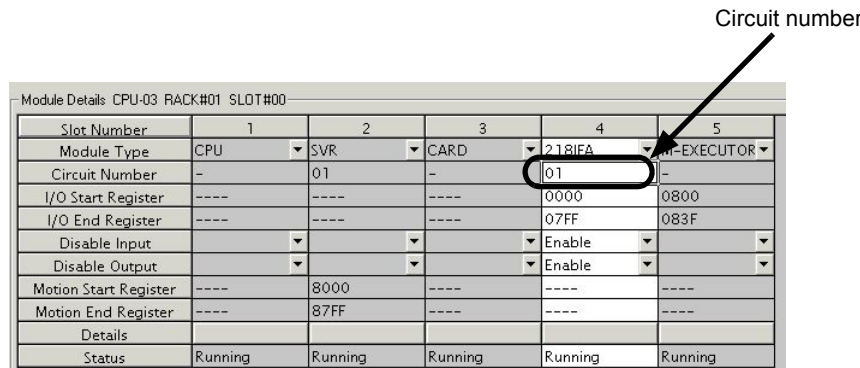 Circuit number
Module Details CPU-03 RACK#01 SLOT#00
Slot Number 1 2 3 4 5
Module Type CPU SVR CARD 218IFA M-EXECUTOR
Circuit Number - 01 - 01 -
I/O Start Register ---- ---- ---- 0000 0800
I/O End Register ---- ---- ---- 07FF 083F
Disable Input Enable
Disable Output Enable
Motion Start Register ---- 8000 ---- ---- ----
Motion End Register ---- 87FF ---- ---- ----
Details
Status Running Running Running Running Running